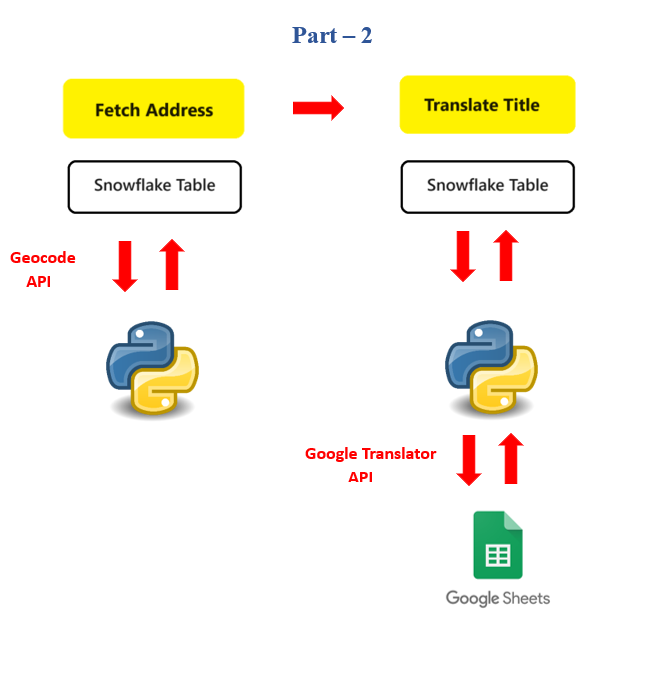 Part – 2
Fetch Address
Translate Title
Snowflake Table
Snowflake Table
Geocode
API
Google Translator
API
Google Sheets